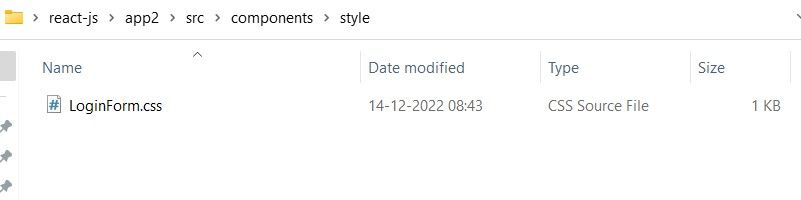 react-js > app2 > src > components > style
Name Date modified Type Size
# LoginForm.css 14-12-2022 08:43 CSS Source File 1 KB